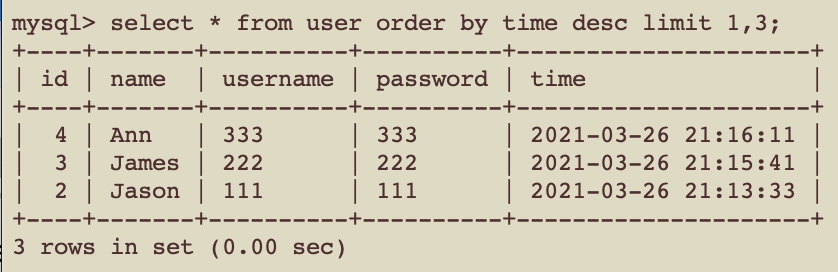 mysql> select * from user order by time desc limit 1,3;
+----+-------+----------+----------+---------------------+
| id | name  | username | password | time                |
+----+-------+----------+----------+---------------------+
|  4 | Ann   | 333      | 333      | 2021-03-26 21:16:11 |
|  3 | James | 222      | 222      | 2021-03-26 21:15:41 |
|  2 | Jason | 111      | 111      | 2021-03-26 21:13:33 |
+----+-------+----------+----------+---------------------+
3 rows in set (0.00 sec)